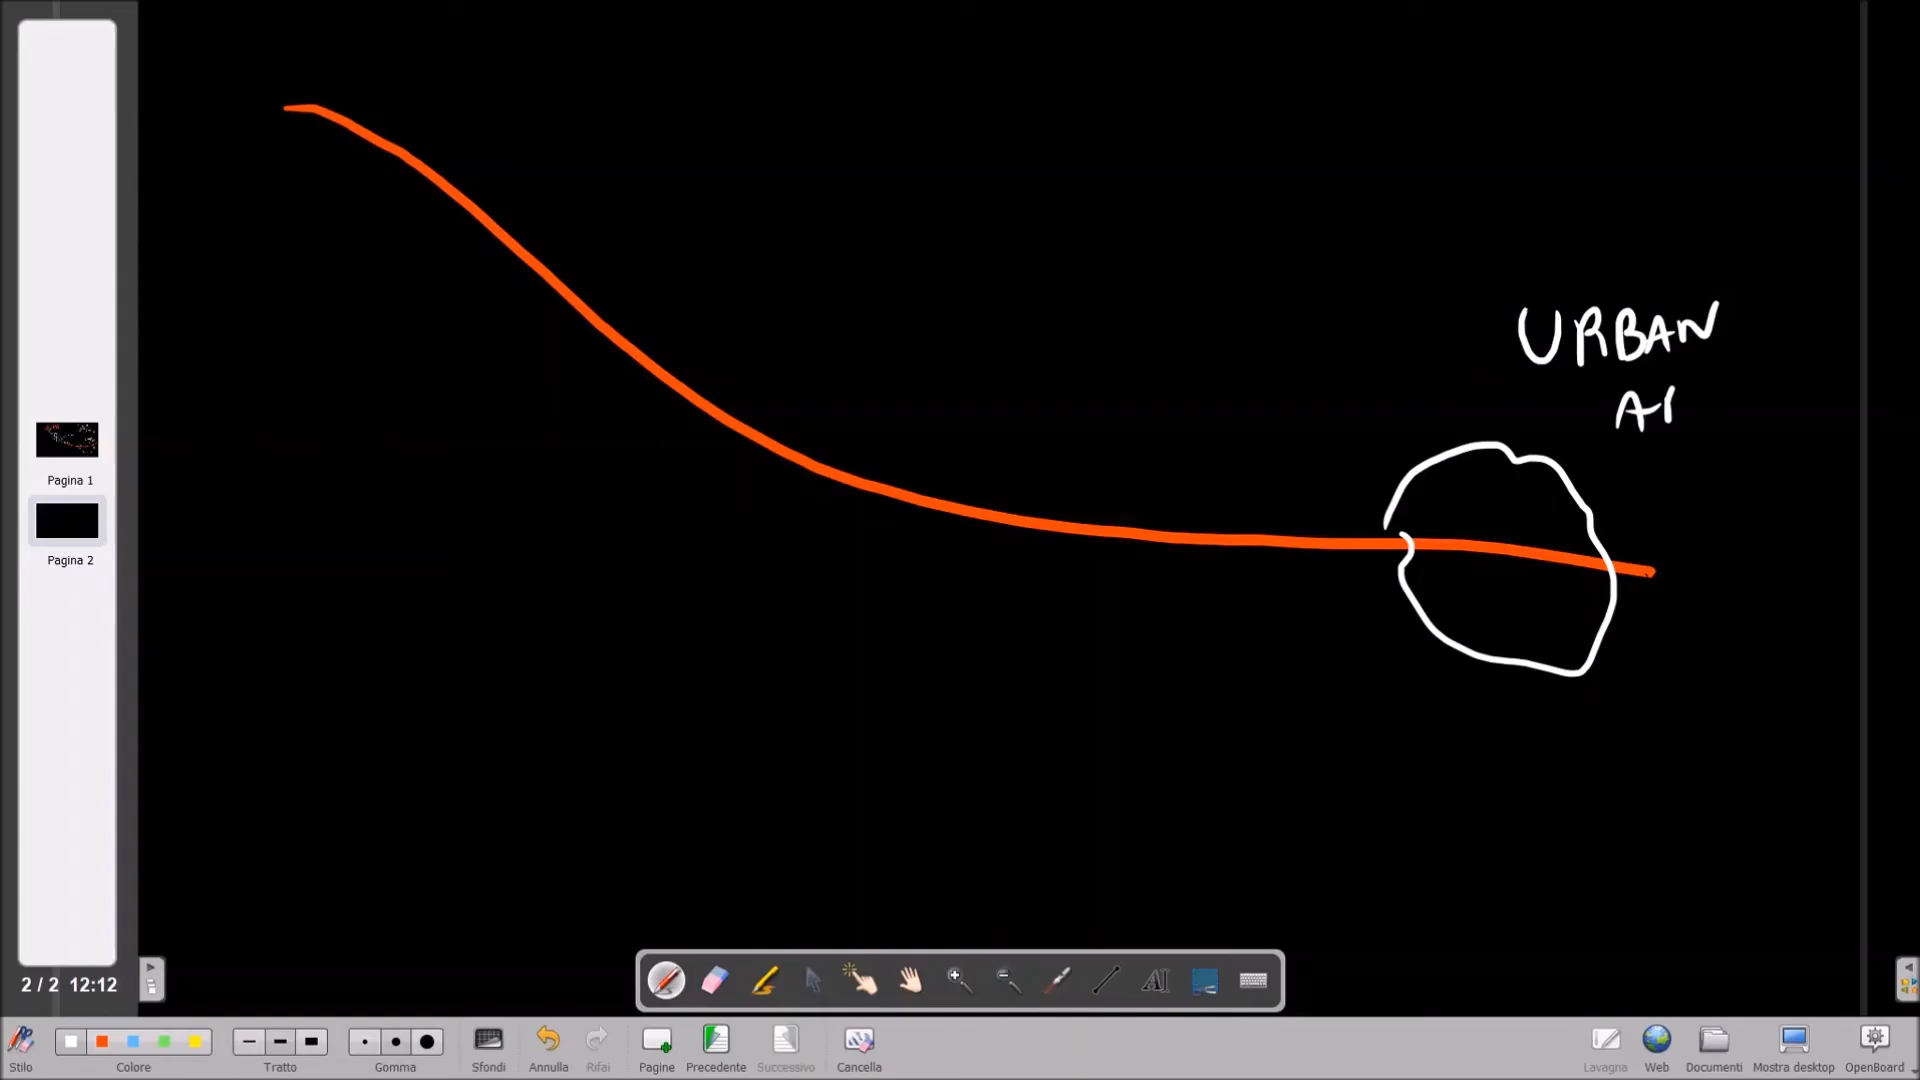 URBAN
AI
Pagina 1
Pagina 2
2 / 2 12:12
AI
Stilo Colore Tratto Gomma Sfondi Annulla Rifai Pagine Precedente Successivo Cancella Lavagna Web Documenti Mostra desktop OpenBoard